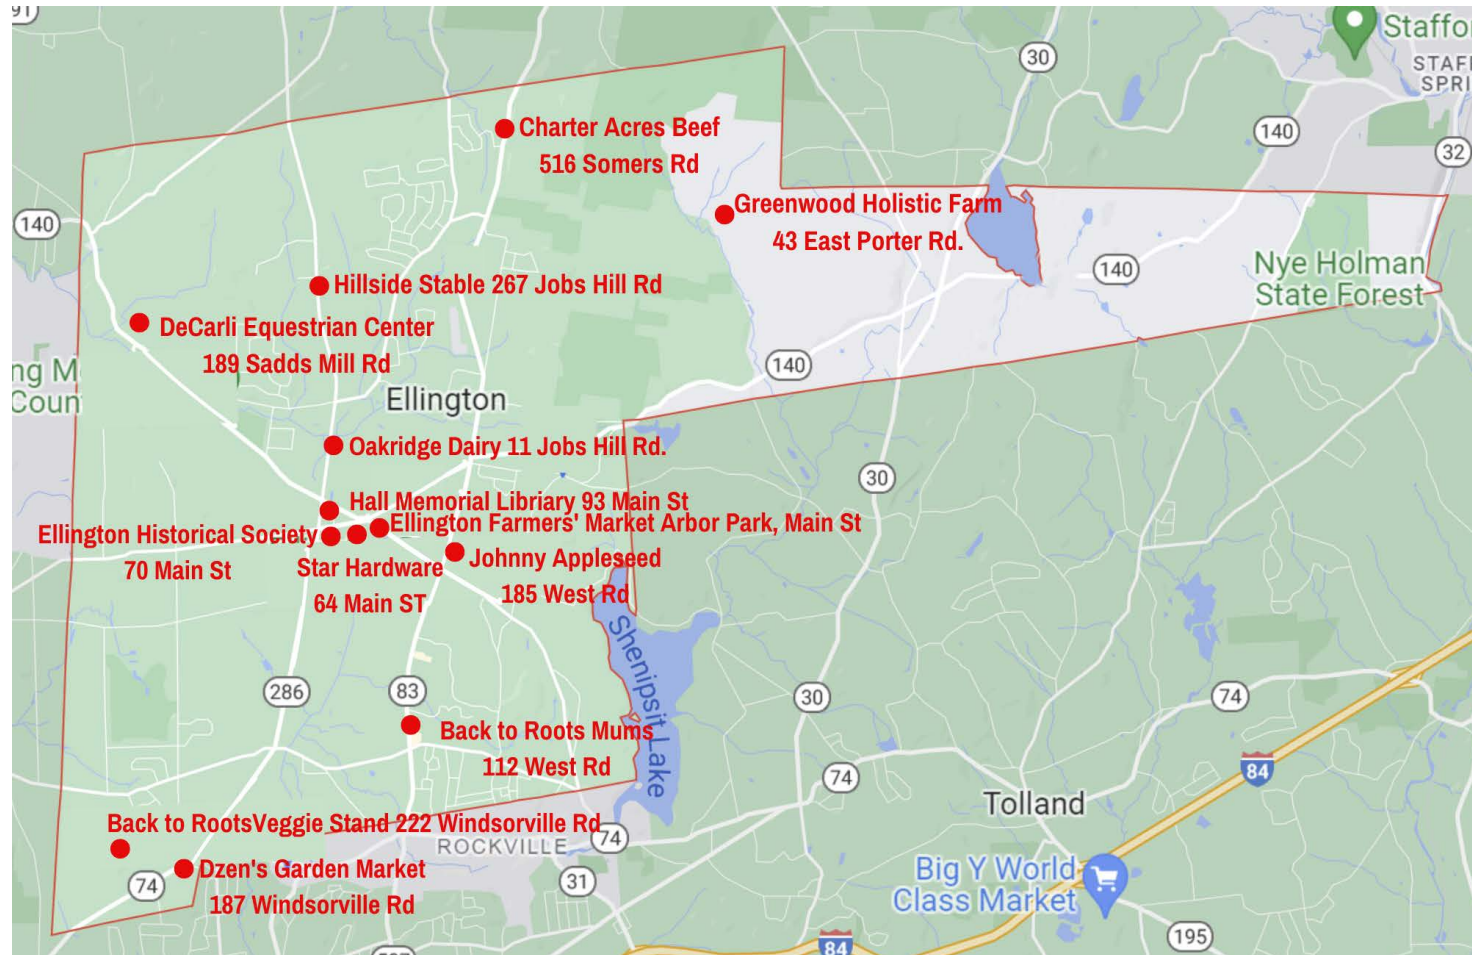 91
30
Staffo
STAFF
SPRI
140
32
Charter Acres Beef
516 Somers Rd
140
Greenwood Holistic Farm
43 East Porter Rd.
140
Nye Holman
State Forest
Hillside Stable 267 Jobs Hill Rd
DeCarli Equestrian Center
189 Sadds Mill Rd
140
ng M
Coun
Ellington
Oakridge Dairy 11 Jobs Hill Rd.
30
Hall Memorial Libriary 93 Main St
Ellington Farmers' Market Arbor Park, Main St
Ellington Historical Society
70 Main St
Star Hardware
64 Main ST
Johnny Appleseed
185 West Rd
Shenipsit Lake
286
83
30
74
Back to Roots Mums
112 West Rd
84
74
Tolland
Back to RootsVeggie Stand 222 Windsorville Rd
ROCKVILLE
74
Dzen's Garden Market
187 Windsorville Rd
74
31
Big Y World
Class Market
195
84